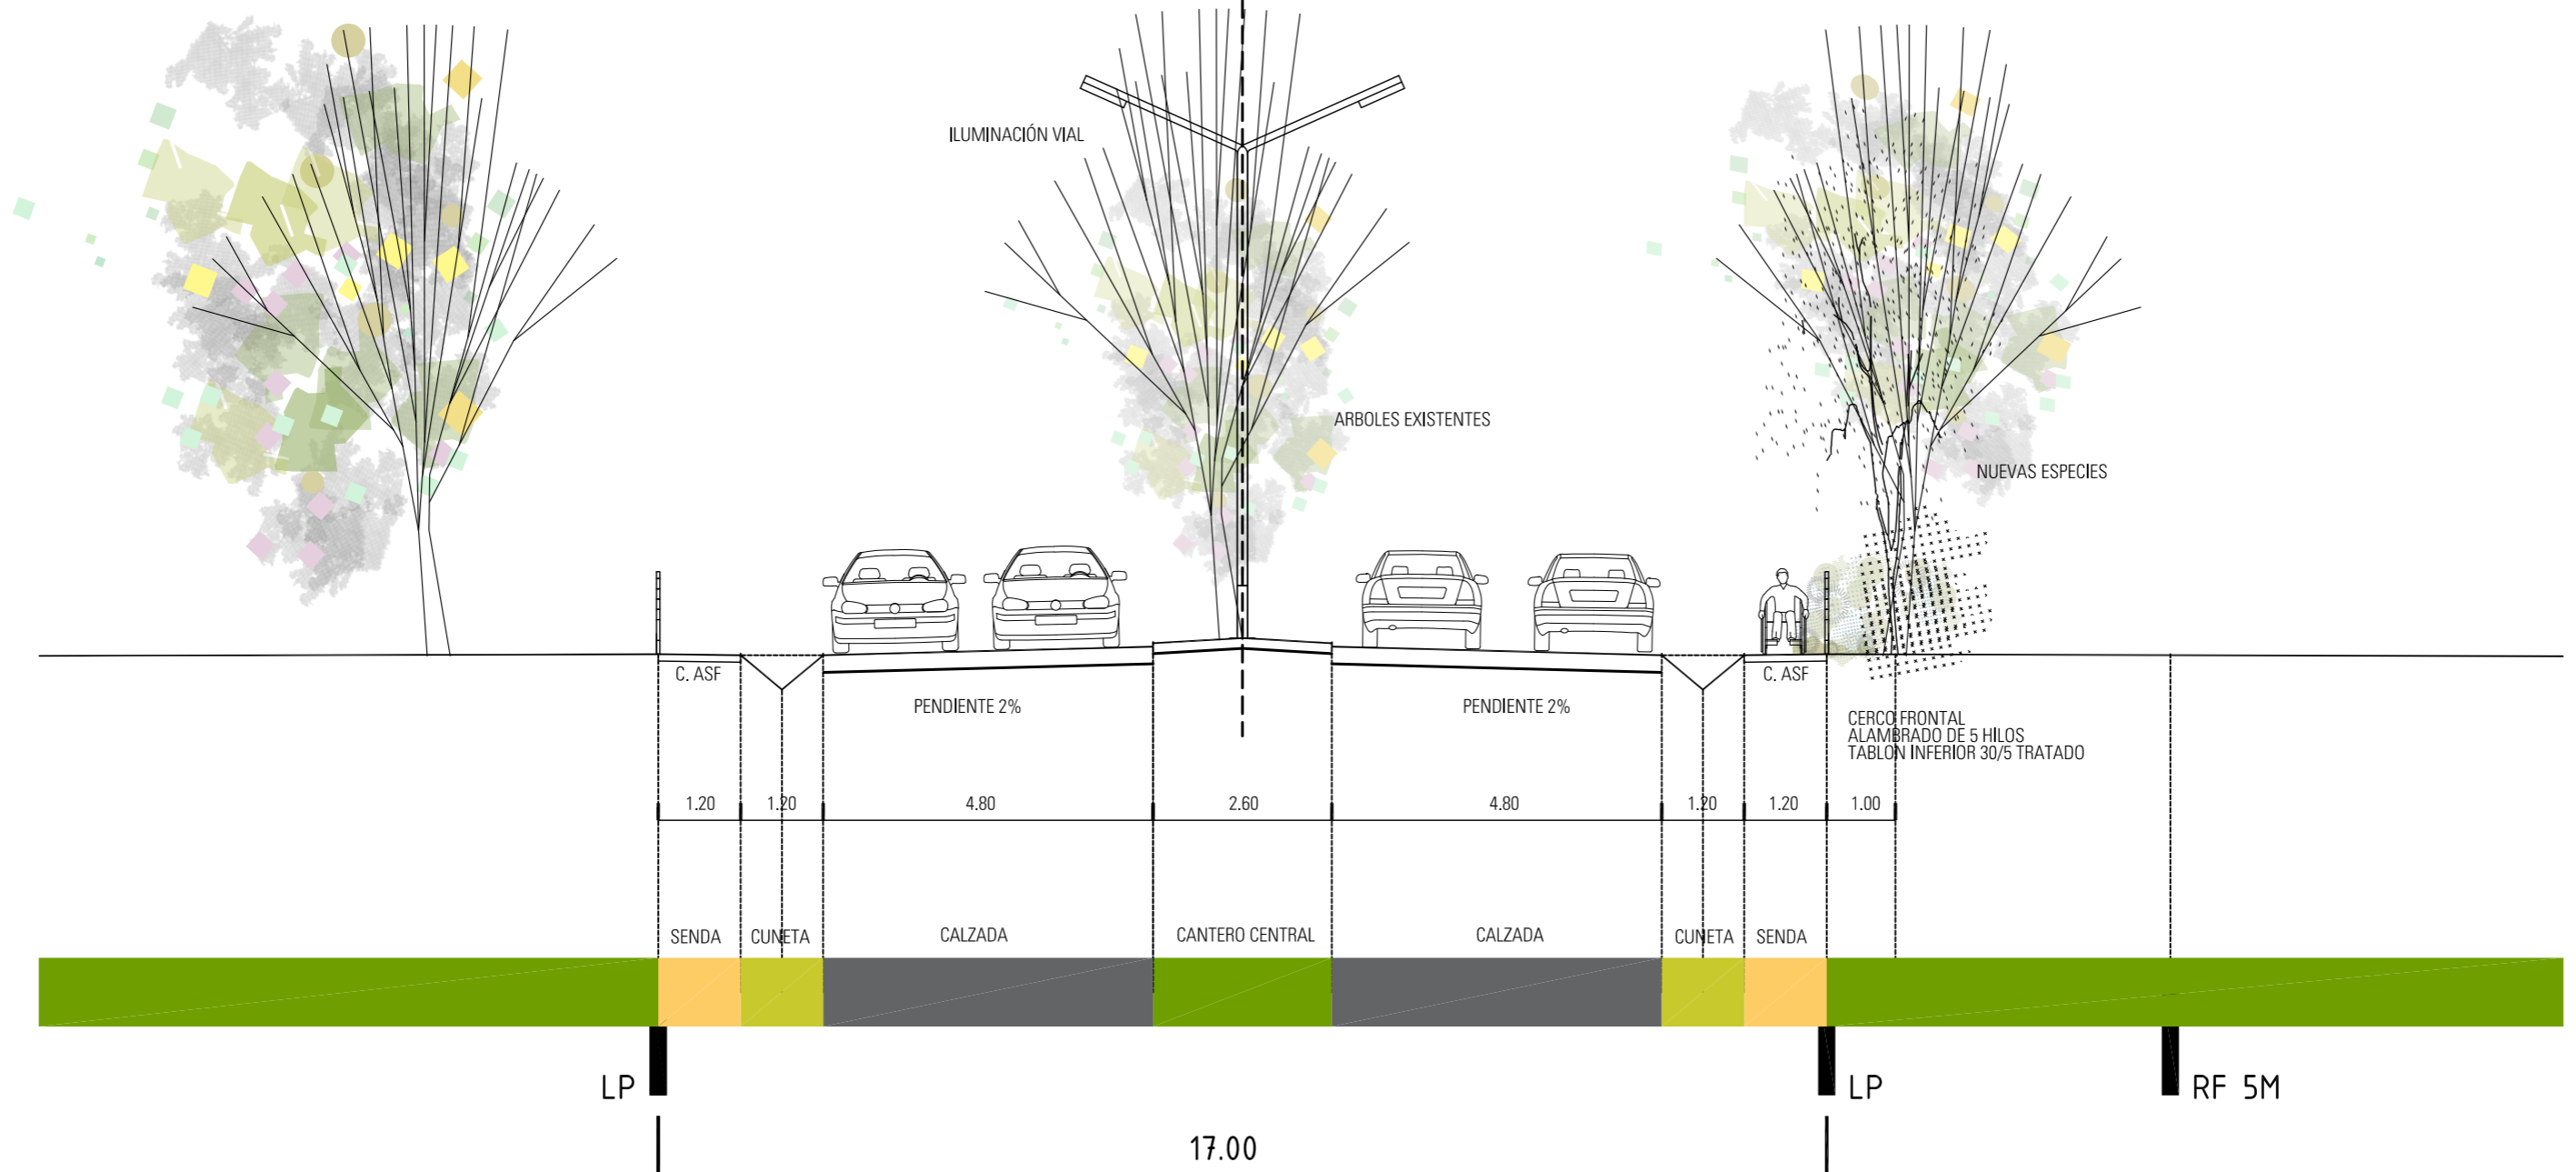 ILUMINACIÓN VIAL
ARBOLES EXISTENTES
NUEVAS ESPECIES
C. ASF
C. ASF
PENDIENTE 2%
PENDIENTE 2%
CERCO FRONTAL
ALAMBRADO DE 5 HILOS
TABLON INFERIOR 30/5 TRATADO
1.20
1.20
4.80
2.60
4.80
1.20
1.20
1.00
SENDA
CUNETA
CALZADA
CANTERO CENTRAL
CALZADA
CUNETA
SENDA
LP
LP
RF 5M
17.00